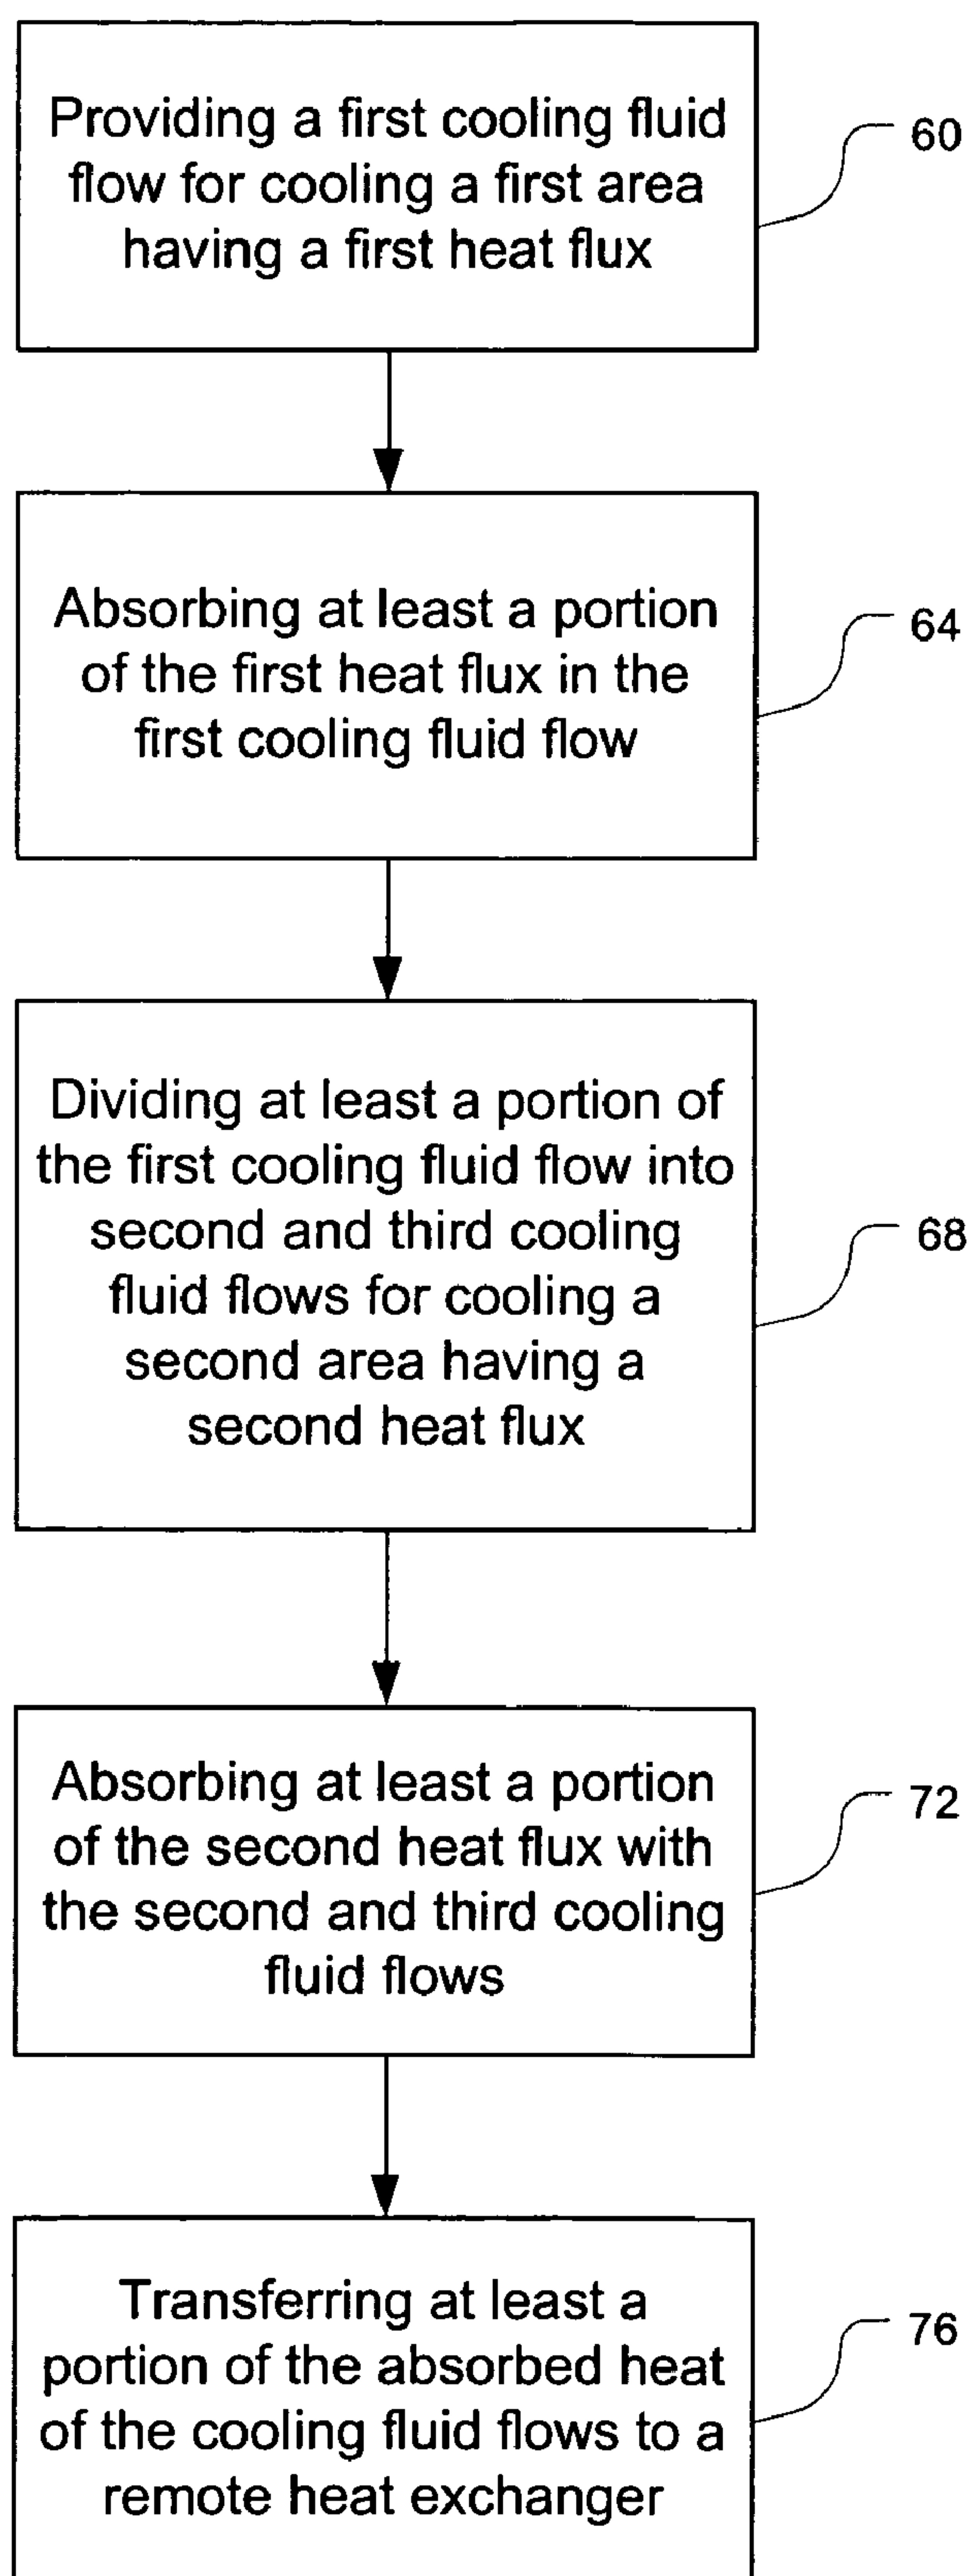 Providing a first cooling fluid
flow for cooling a first area
having a first heat flux
60
Absorbing at least a portion
of the first heat flux in the
first cooling fluid flow
64
Dividing at least a portion of
the first cooling fluid flow into
second and third cooling
fluid flows for cooling a
second area having a
second heat flux
68
Absorbing at least a portion
of the second heat flux with
the second and third cooling
fluid flows
72
Transferring at least a
portion of the absorbed heat
of the cooling fluid flows to a
remote heat exchanger
76